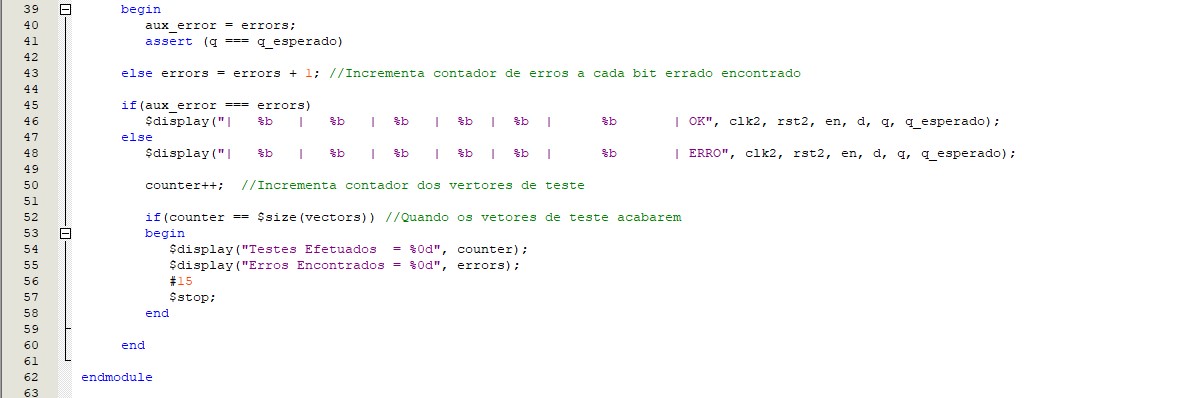 39 begin
40 aux_error = errors;
41 assert (q === q_esperado)
42
43 else errors = errors + 1; //Incrementa contador de erros a cada bit errado encontrado
44
45 if(aux_error === errors)
46 $display("|   %b   |   %b   |  %b   |  %b  |  %b  |      %b       | OK", clk2, rst2, en, d, q, q_esperado);
47 else
48 $display("|   %b   |   %b   |  %b   |  %b  |  %b  |      %b       | ERRO", clk2, rst2, en, d, q, q_esperado);
49
50 counter++;  //Incrementa contador dos vertores de teste
51
52 if(counter == $size(vectors)) //Quando os vetores de teste acabarem
53 begin
54 $display("Testes Efetuados  = %0d", counter);
55 $display("Erros Encontrados = %0d", errors);
56 #15
57 $stop;
58 end
59
60 end
61
62 endmodule
63